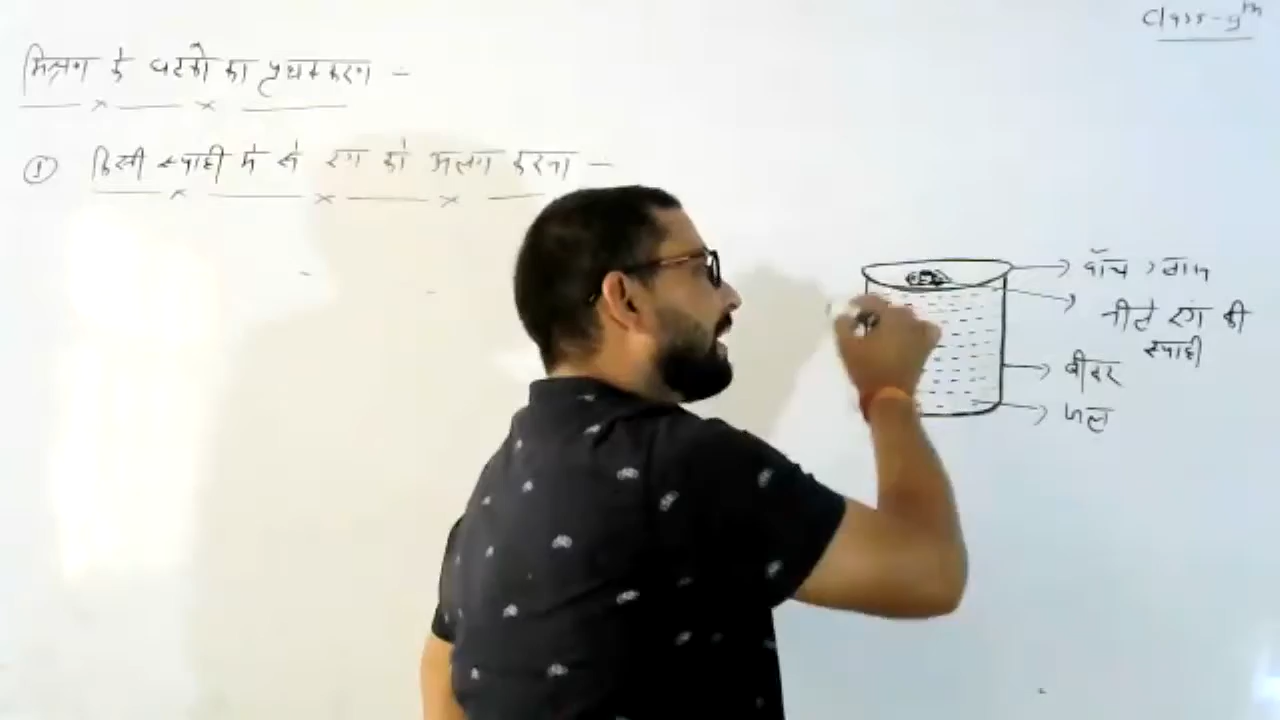 Class-9th
मिश्रण के घटको का पृथक्करण -
① किसी स्याही में से रंग को अलग करना -
वॉच ग्लास
नीले रंग की
स्याही
बीकर
जल